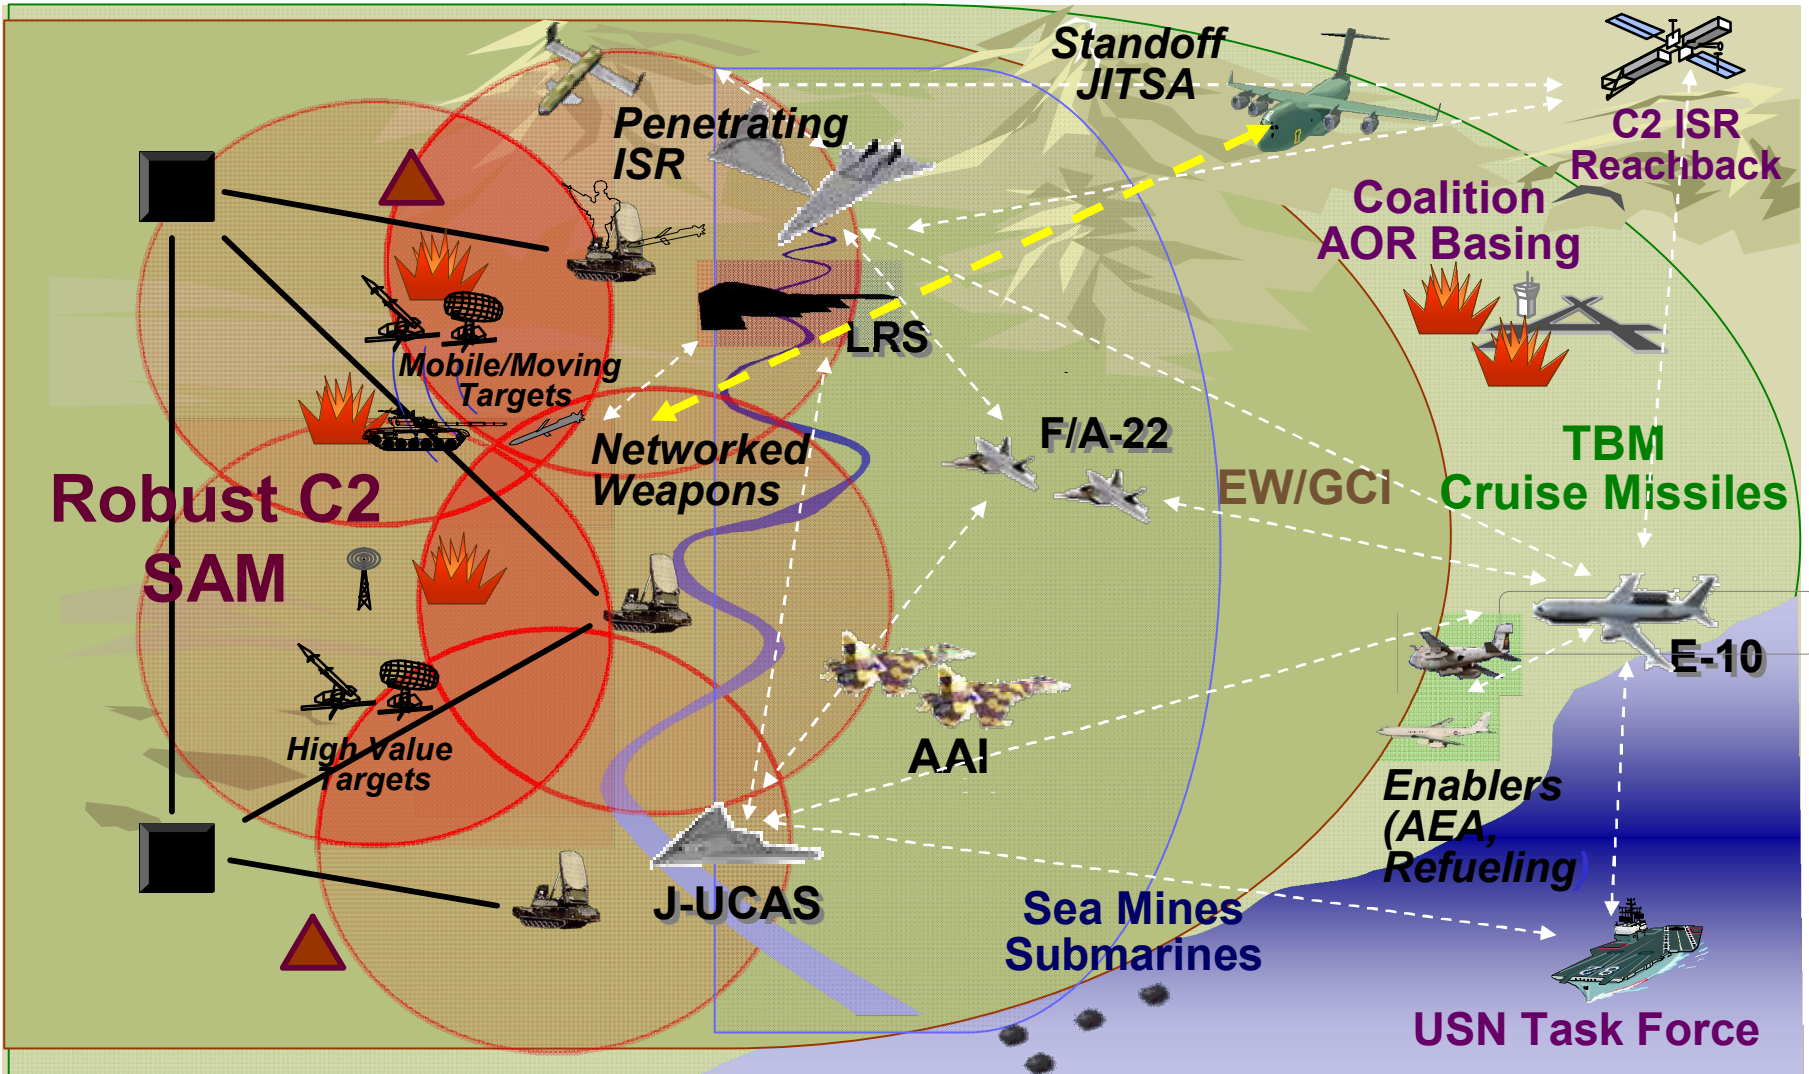 Standoff
JITSA
C2 ISR
Reachback
Penetrating
ISR
Coalition
AOR Basing
LRS
Mobile/Moving
Targets
Networked
Weapons
F/A-22
EW/GCI
TBM
Cruise Missiles
Robust C2
SAM
E-10
High Value
Targets
AAI
Enablers
(AEA,
Refueling)
J-UCAS
Sea Mines
Submarines
USN Task Force